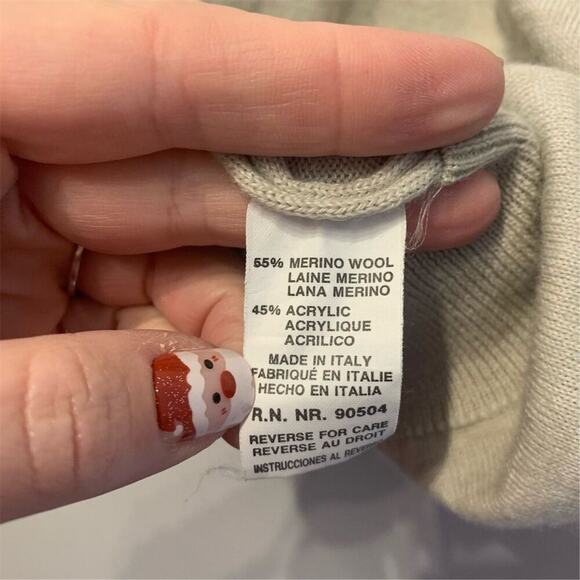 55% MERINO WOOL
LAINE MERINO
LANA MERINO
45% ACRYLIC
ACRYLIQUE
ACRILICO
MADE IN ITALY
FABRIQUÉ EN ITALIE
HECHO EN ITALIA
R.N. NR. 90504
REVERSE FOR CARE
REVERSE AU DROIT
INSTRUCCIONES AL REVERSO